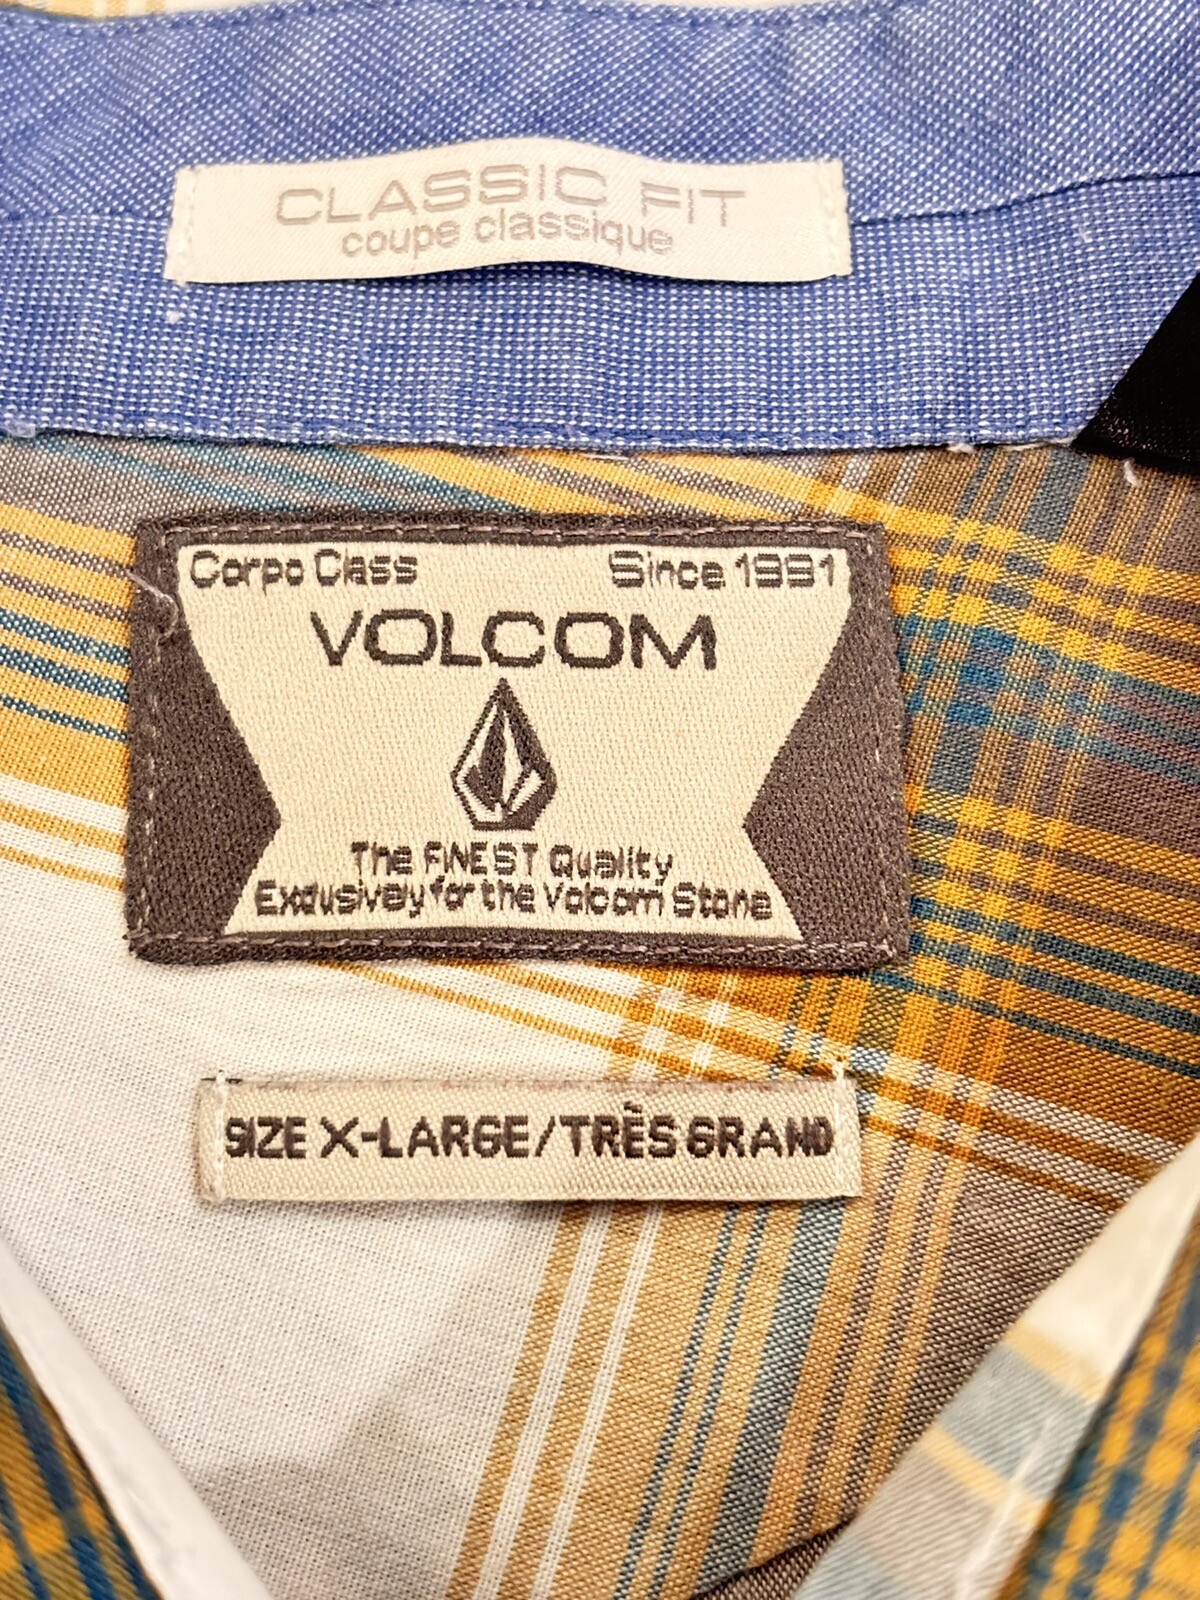 CLASSIC FIT
coupe classique
Corpo Class
Since 1991
VOLCOM
The FINEST Quality
Exclusively for the Volcom Stone
SIZE X-LARGE/TRÈS GRAND